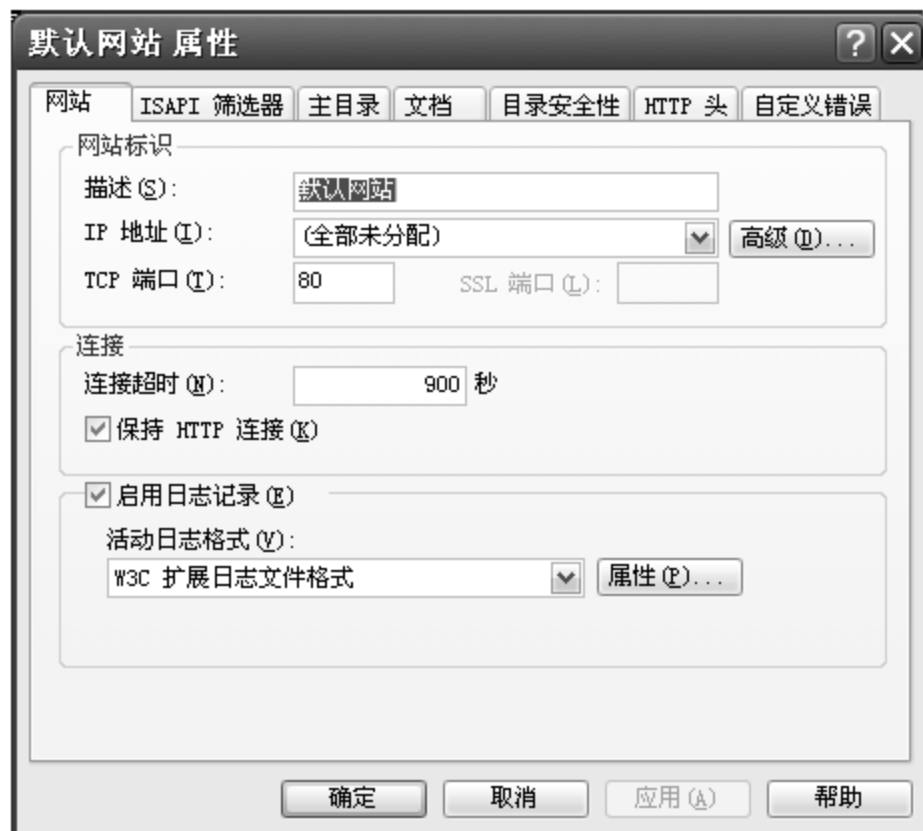 默认网站 属性
网站 ISAPI 筛选器 主目录 文档 目录安全性 HTTP 头 自定义错误
网站标识
描述(S): 默认网站
IP 地址(I): (全部未分配) 高级(D)...
TCP 端口(T): 80 SSL 端口(L):
连接
连接超时(N): 900 秒
保持 HTTP 连接(K)
启用日志记录(E)
活动日志格式(V):
W3C 扩展日志文件格式 属性(P)...
确定 取消 应用(A) 帮助